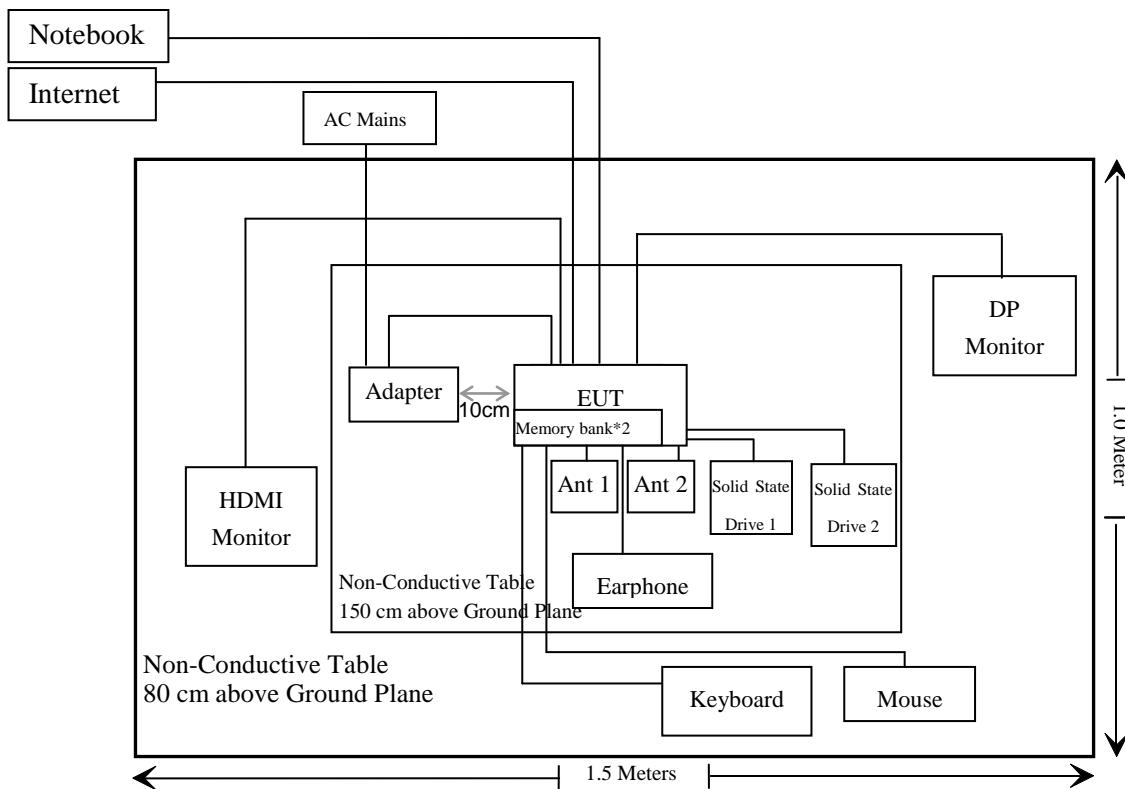 Notebook
Internet
AC Mains
DP
Monitor
Adapter
10cm
EUT
Memory bank*2
Ant 1
Ant 2
Solid State
Drive 1
Solid State
Drive 2
HDMI
Monitor
Earphone
Non-Conductive Table
150 cm above Ground Plane
Non-Conductive Table
80 cm above Ground Plane
Keyboard
Mouse
1.0 Meter
1.5 Meters